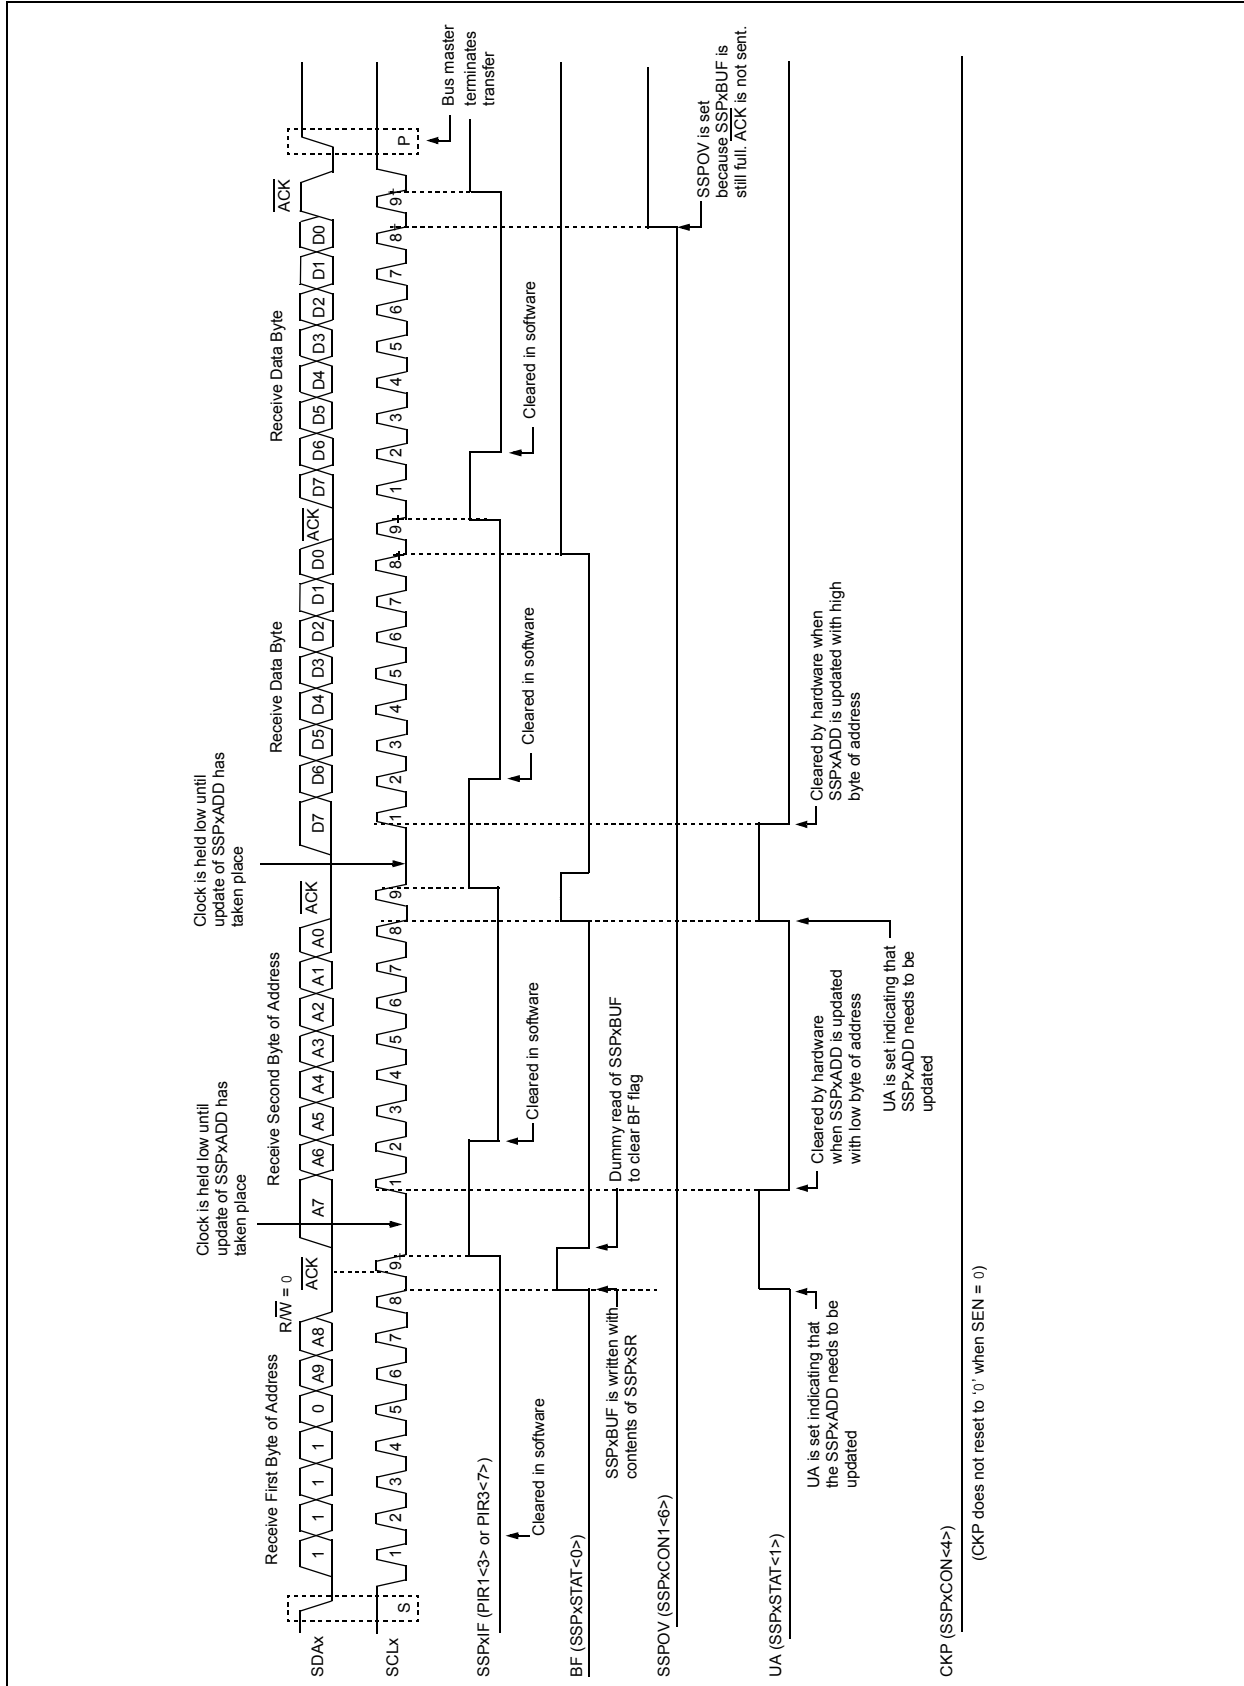 Clock is held low until
update of SSPxADD has
taken place
Clock is held low until
update of SSPxADD has
taken place
Receive First Byte of Address
R/W̅ = 0
A̅C̅K̅
Receive Second Byte of Address
A̅C̅K̅
Receive Data Byte
A̅C̅K̅
Receive Data Byte
A̅C̅K̅
SDAx
1 1 1 1 0 A9 A8 A7 A6 A5 A4 A3 A2 A1 A0 D7 D6 D5 D4 D3 D2 D1 D0 D7 D6 D5 D4 D3 D2 D1 D0
SCLx
S 1 2 3 4 5 6 7 8 9 1 2 3 4 5 6 7 8 9 1 2 3 4 5 6 7 8 9 1 2 3 4 5 6 7 8 9 P
Bus master
terminates
transfer
SSPxIF (PIR1<3> or PIR3<7>)
Cleared in software
Cleared in software
Cleared in software
Cleared in software
BF (SSPxSTAT<0>)
SSPxBUF is written with
contents of SSPxSR
Dummy read of SSPxBUF
to clear BF flag
SSPOV (SSPxCON1<6>)
SSPOV is set
because SSPxBUF is
still full. A̅C̅K̅ is not sent.
UA (SSPxSTAT<1>)
UA is set indicating that
the SSPxADD needs to be
updated
Cleared by hardware
when SSPxADD is updated
with low byte of address
UA is set indicating that
SSPxADD needs to be
updated
Cleared by hardware when
SSPxADD is updated with high
byte of address
CKP (SSPxCON<4>)
(CKP does not reset to ‘0’ when SEN = 0)